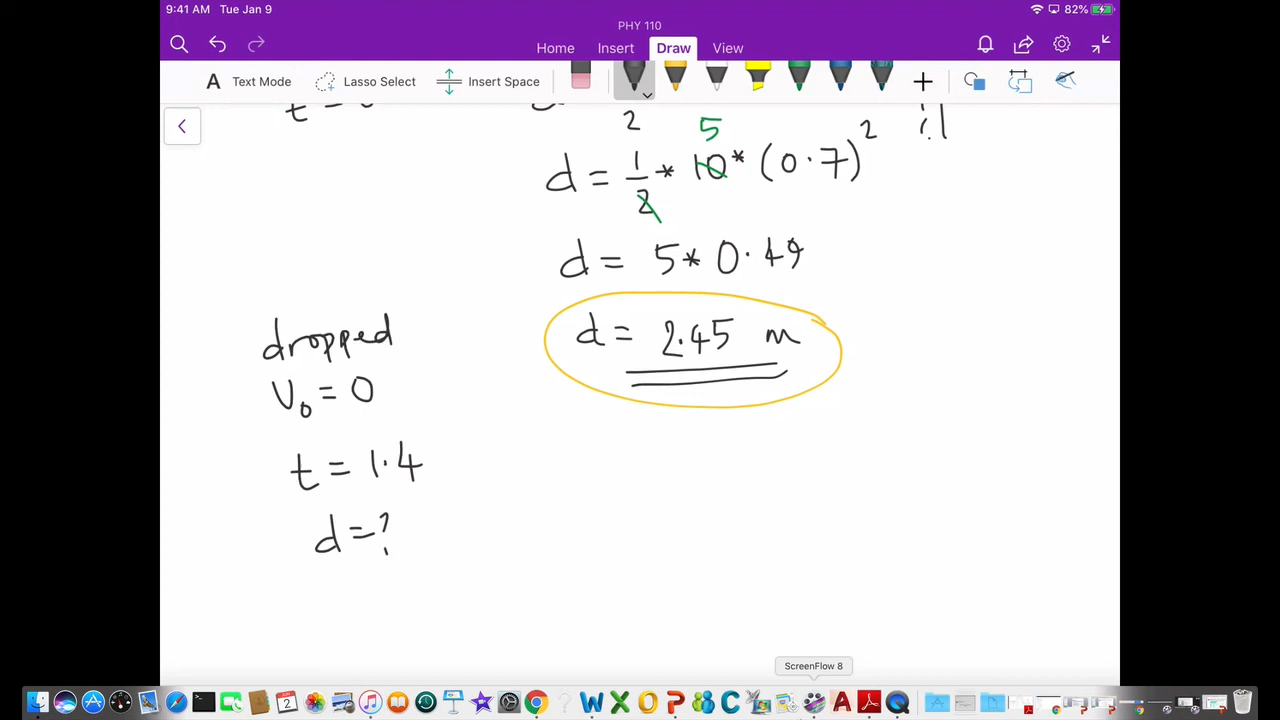 9:41 AM Tue Jan 9
82%
PHY 110
Home Insert Draw View
Text Mode Lasso Select Insert Space
2
5
d = 1/2 * 10 * (0.7)^2
d = 5 * 0.49
d = 2.45 m
dropped
V₀ = 0
t = 1.4
d = ?
ScreenFlow 8